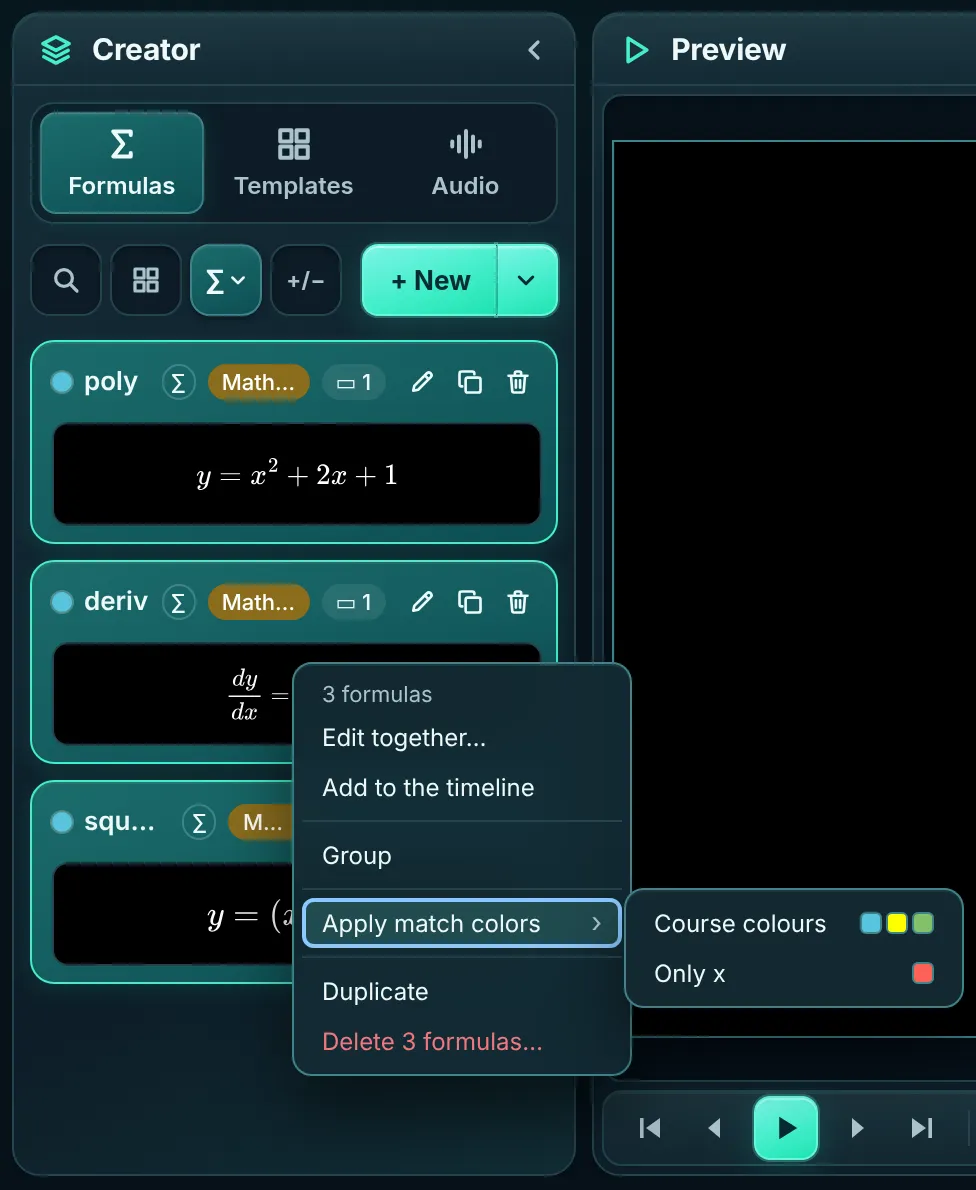 Creator
Preview
Σ
Formulas
Templates
Audio
Σ
+/−
+ New
poly Σ Math... 1
y = x² + 2x + 1
deriv Σ Math... 1
dy/dx =
squ... Σ M...
y = (x
3 formulas
Edit together...
Add to the timeline
Group
Apply match colors
Duplicate
Delete 3 formulas...
Course colours
Only x